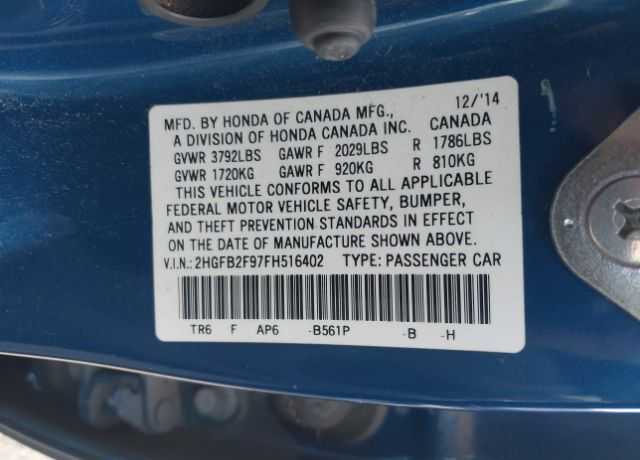 MFD. BY HONDA OF CANADA MFG., 12/'14
A DIVISION OF HONDA CANADA INC. CANADA
GVWR 3792LBS GAWR F 2029LBS R 1786LBS
GVWR 1720KG GAWR F 920KG R 810KG
THIS VEHICLE CONFORMS TO ALL APPLICABLE
FEDERAL MOTOR VEHICLE SAFETY, BUMPER,
AND THEFT PREVENTION STANDARDS IN EFFECT
ON THE DATE OF MANUFACTURE SHOWN ABOVE.
V.I.N.: 2HGFB2F97FH516402 TYPE: PASSENGER CAR
TR6 F AP6 -B561P -B -H